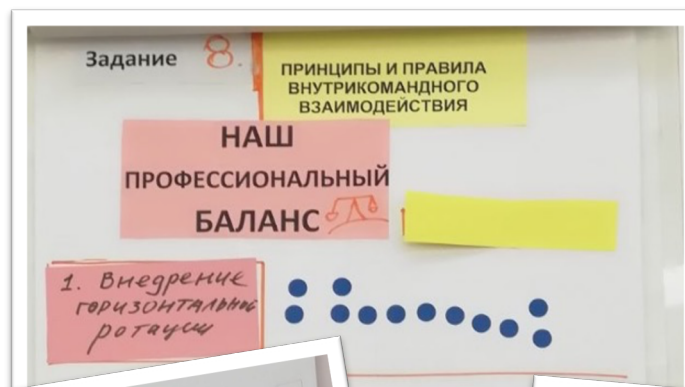 Задание 8.
ПРИНЦИПЫ И ПРАВИЛА
ВНУТРИКОМАНДНОГО
ВЗАИМОДЕЙСТВИЯ
НАШ
ПРОФЕССИОНАЛЬНЫЙ
БАЛАНС
1. Внедрение
горизонтальной
ротации